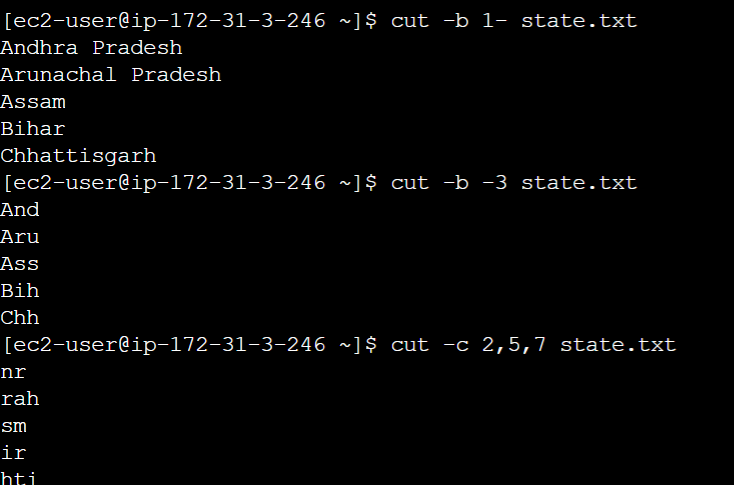 [ec2-user@ip-172-31-3-246 ~]$ cut -b 1- state.txt
Andhra Pradesh
Arunachal Pradesh
Assam
Bihar
Chhattisgarh
[ec2-user@ip-172-31-3-246 ~]$ cut -b -3 state.txt
And
Aru
Ass
Bih
Chh
[ec2-user@ip-172-31-3-246 ~]$ cut -c 2,5,7 state.txt
nr
rah
sm
ir
hti